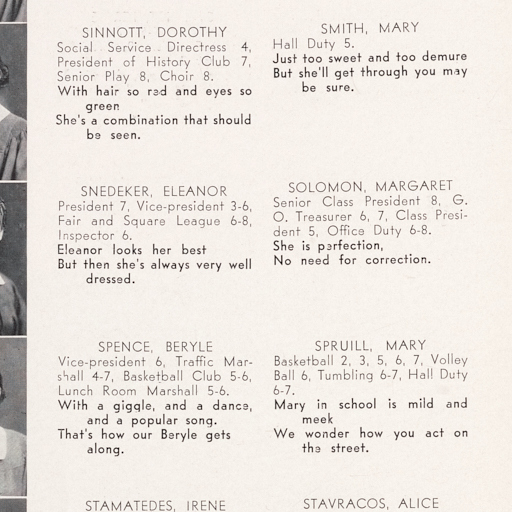 SINNOTT, DOROTHY
Social Service Directress 4,
President of History Club 7,
Senior Play 8, Choir 8.
With hair so red and eyes so
green
She's a combination that should
be seen.
SMITH, MARY
Hall Duty 5.
Just too sweet and too demure
But she'll get through you may
be sure.
SNEDEKER, ELEANOR
President 7, Vice-president 3-6,
Fair and Square League 6-8,
Inspector 6.
Eleanor looks her best
But then she's always very well
dressed.
SOLOMON, MARGARET
Senior Class President 8, G.
O. Treasurer 6, 7, Class Presi-
dent 5, Office Duty 6-8.
She is perfection,
No need for correction.
SPENCE, BERYLE
Vice-president 6, Traffic Mar-
shall 4-7, Basketball Club 5-6,
Lunch Room Marshall 5-6.
With a giggle, and a dance,
and a popular song.
That's how our Beryle gets
along.
SPRUILL, MARY
Basketball 2, 3, 5, 6, 7, Volley
Ball 6, Tumbling 6-7, Hall Duty
6-7.
Mary in school is mild and
meek
We wonder how you act on
the street.
STAMATEDES, IRENE
STAVRACOS, ALICE